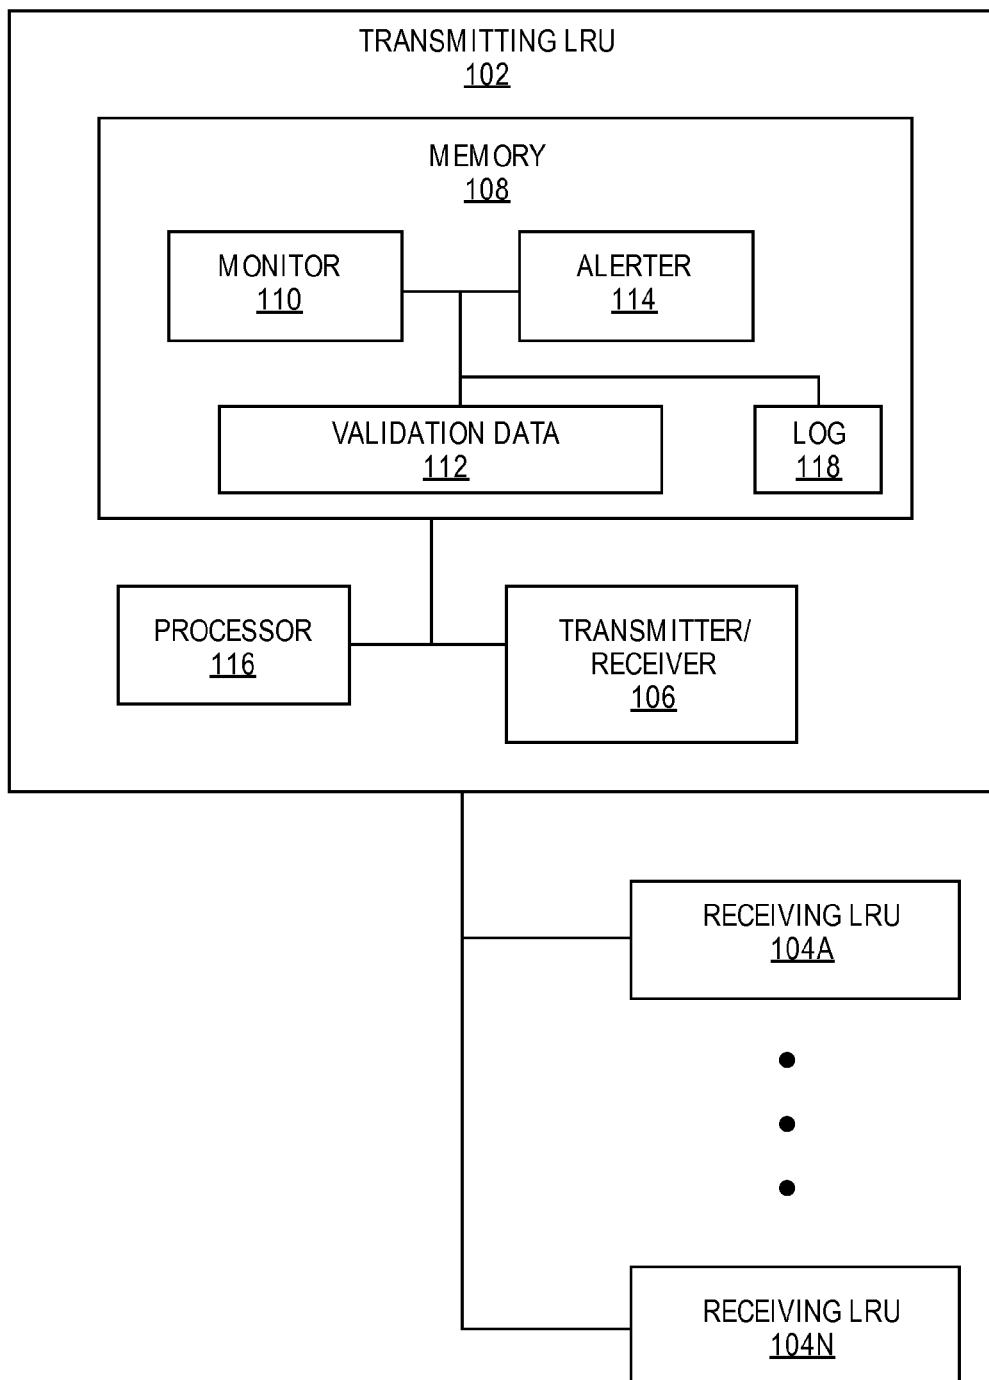 TRANSMITTING LRU
102
MEMORY
108
MONITOR
110
ALERTER
114
VALIDATION DATA
112
LOG
118
PROCESSOR
116
TRANSMITTER/
RECEIVER
106
RECEIVING LRU
104A
RECEIVING LRU
104N